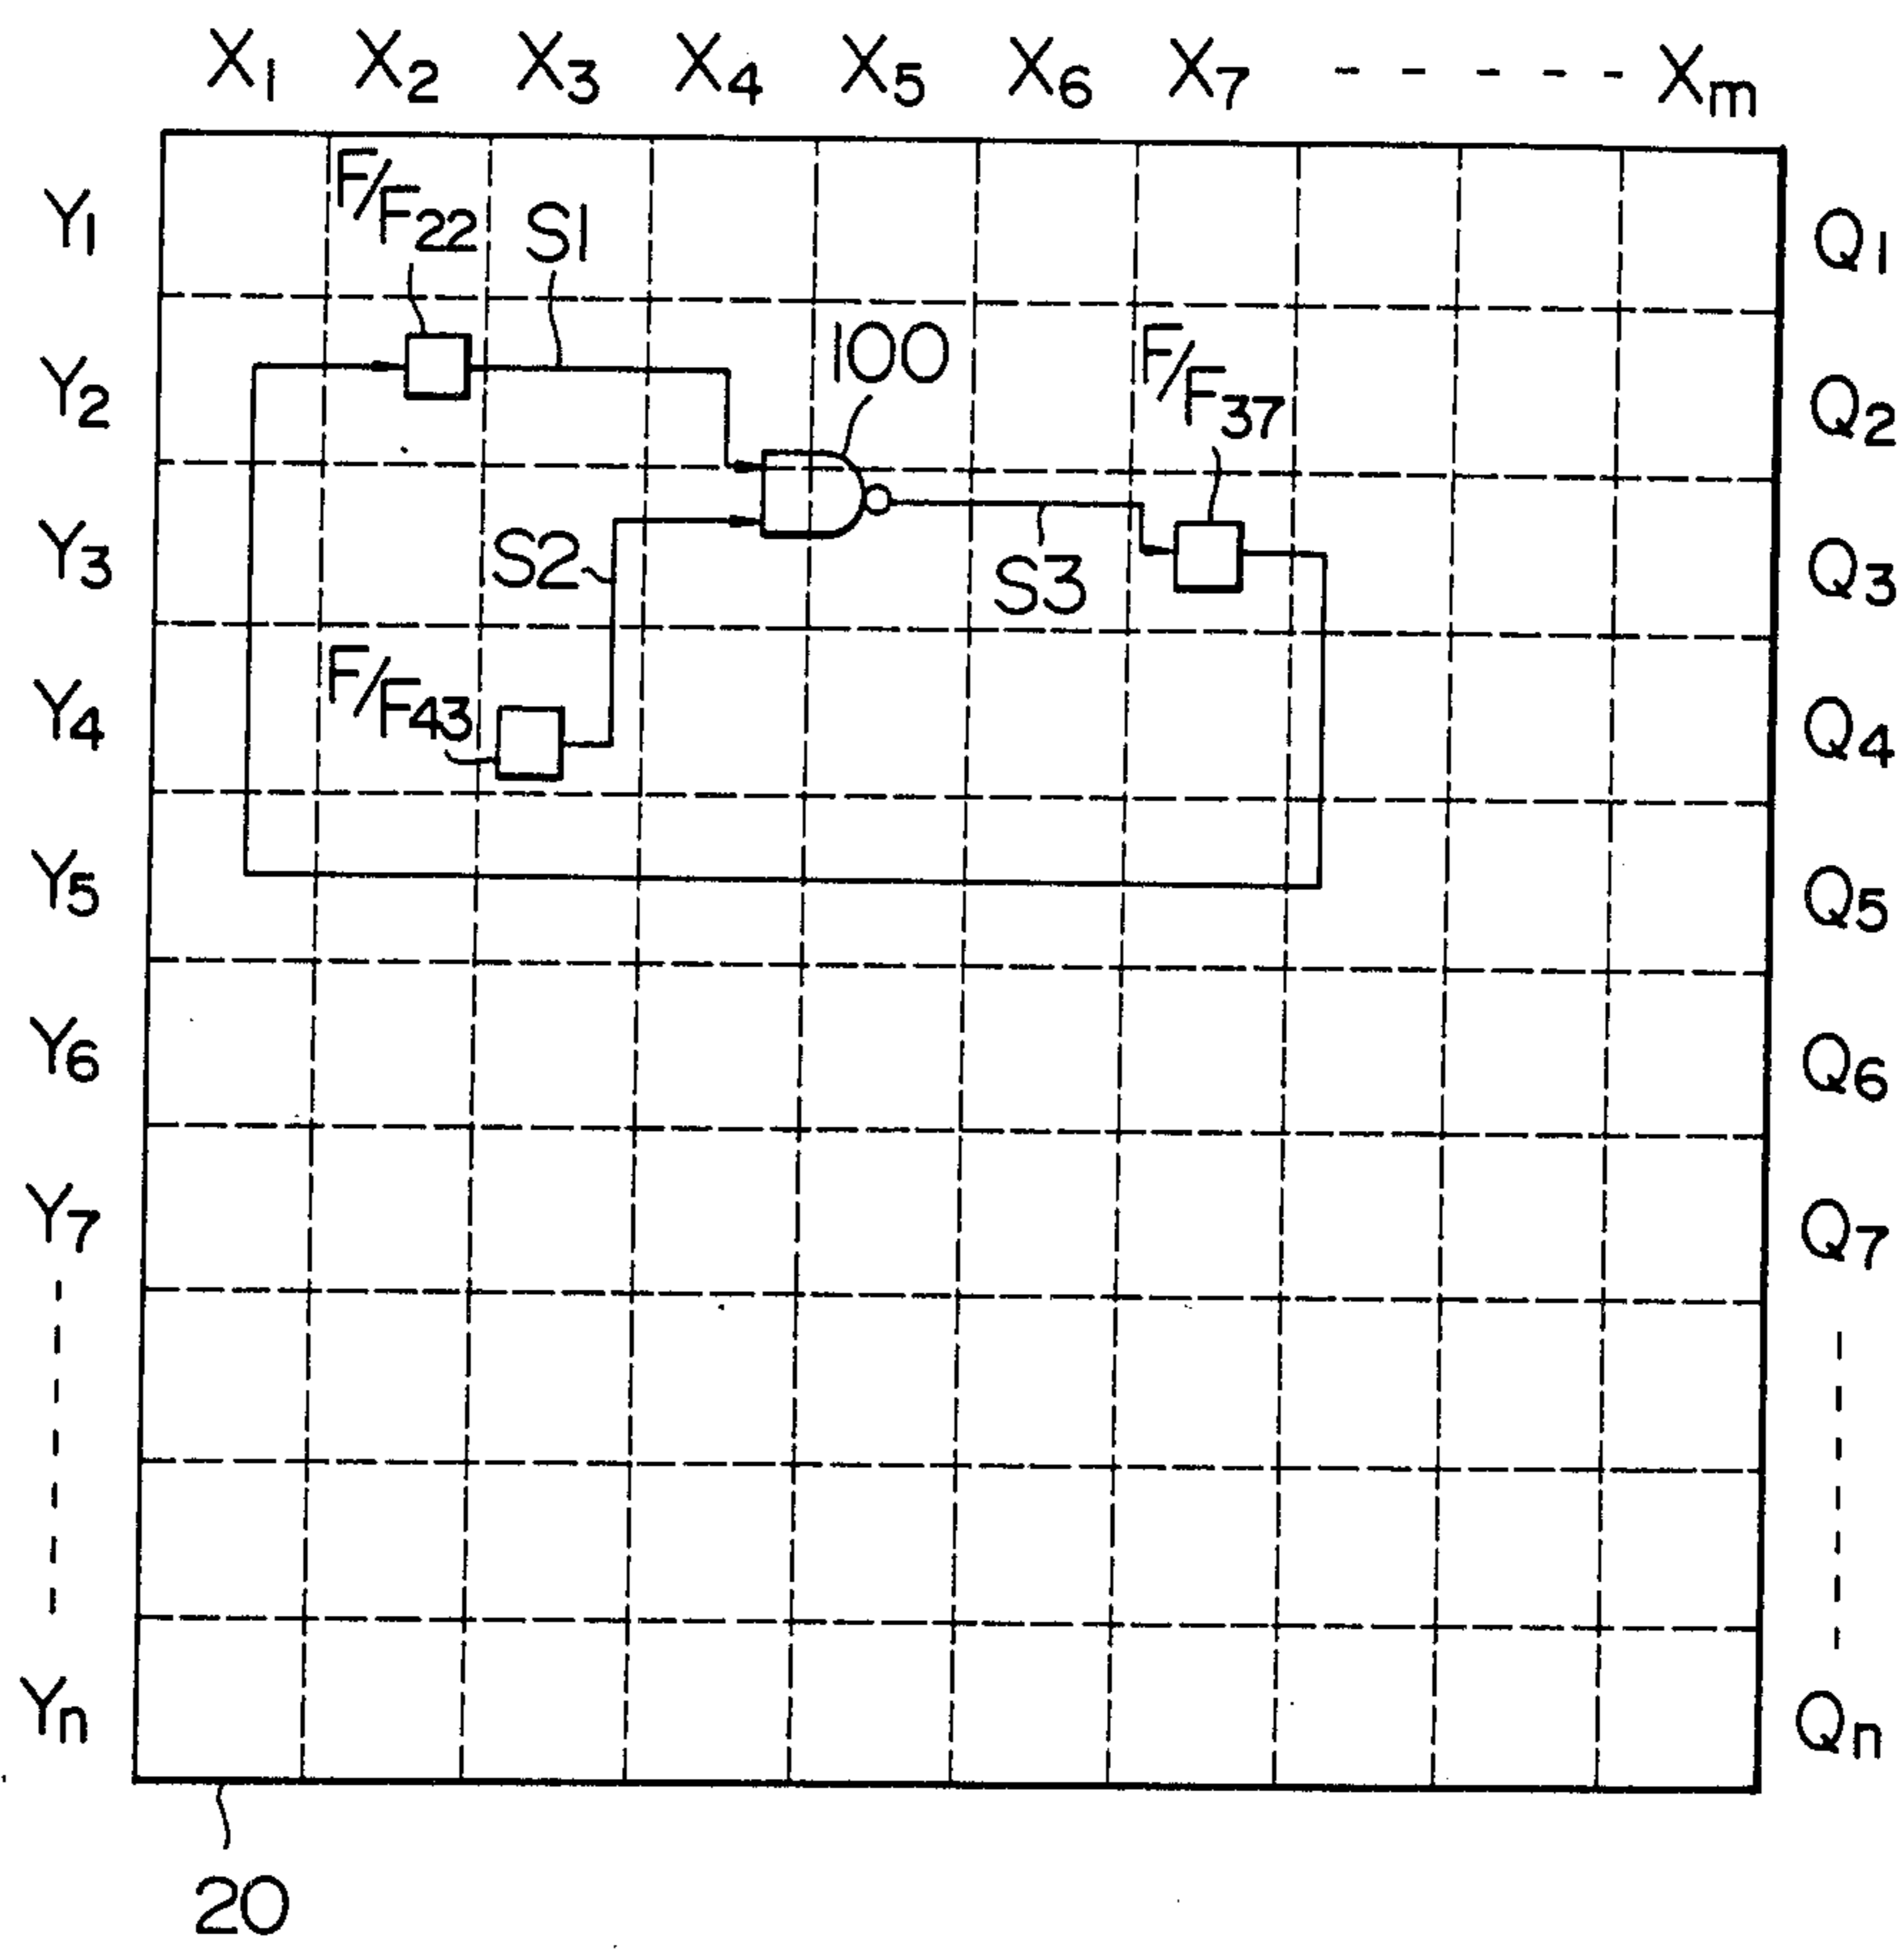 X1 X2 X3 X4 X5 X6 X7 - - - - - Xm
Y1 F/F22 S1 Q1
Y2 100 F/F37 Q2
Y3 S2 S3 Q3
Y4 F/F43 Q4
Y5 Q5
Y6 Q6
Y7 Q7
Yn Qn
20